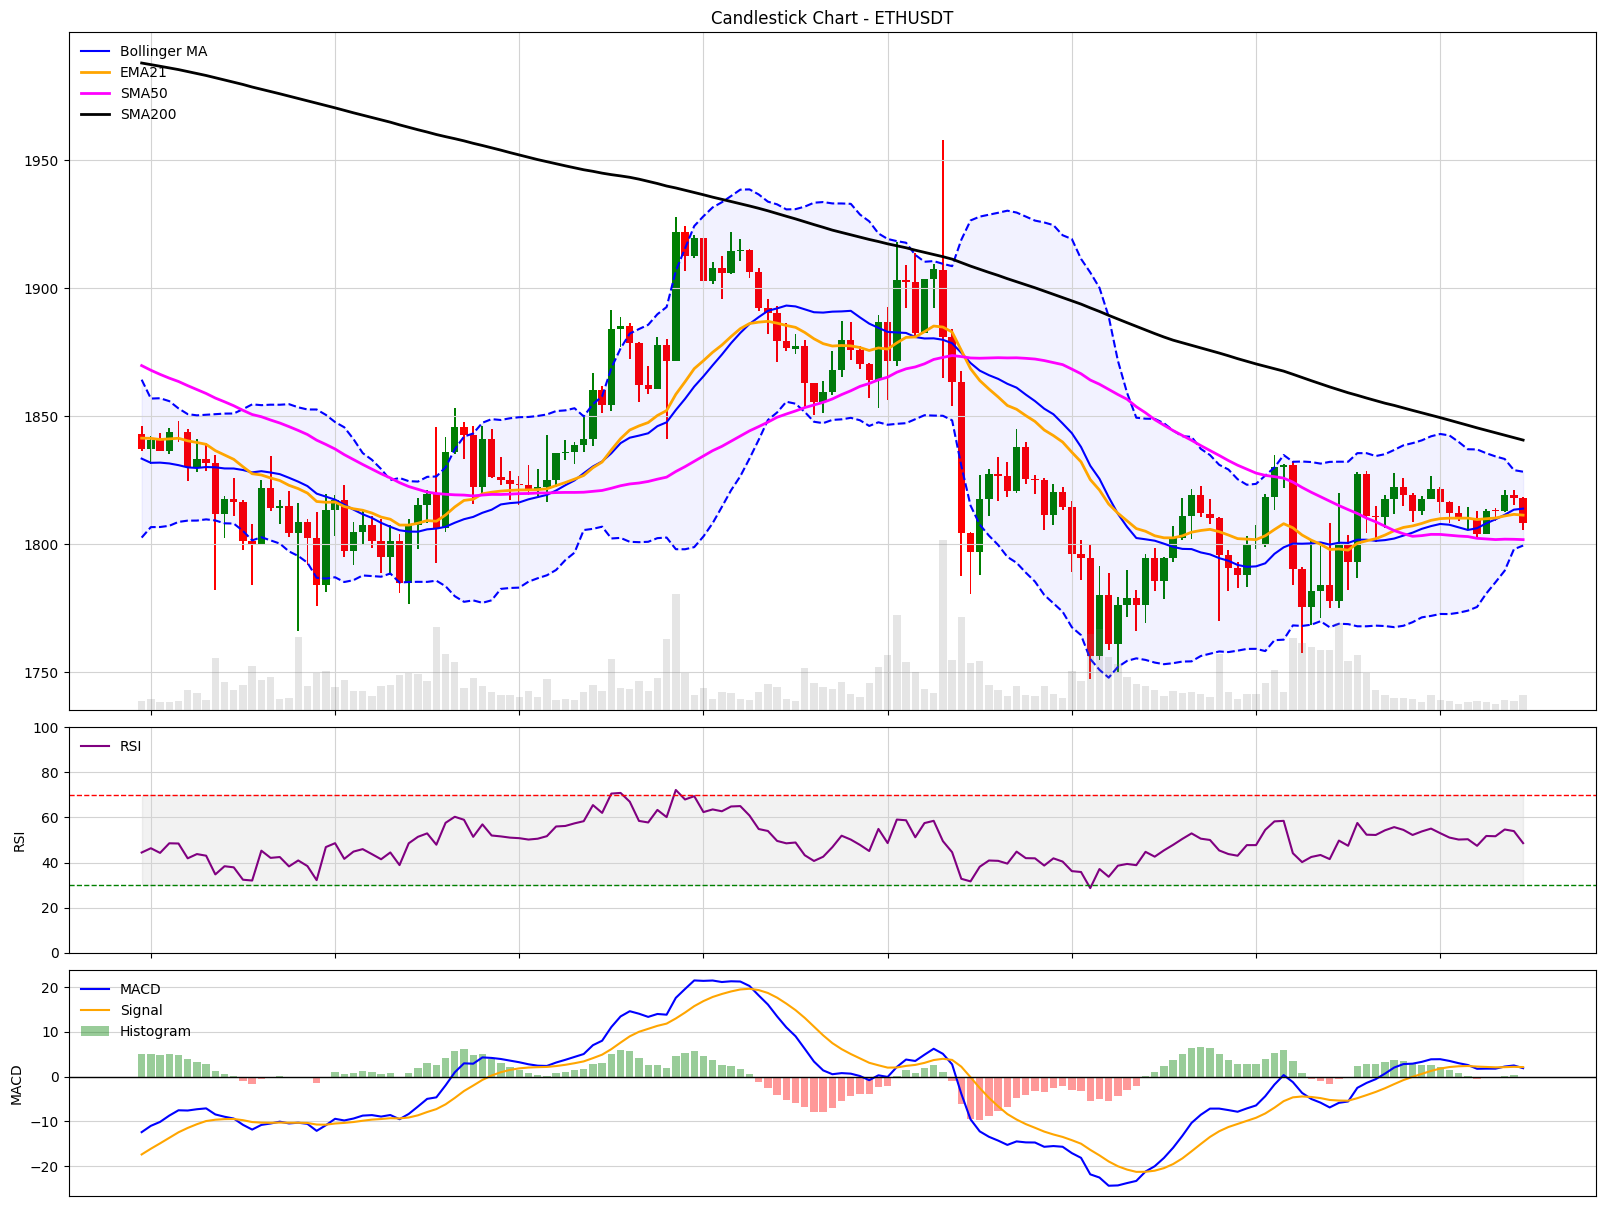 Candlestick Chart - ETHUSDT
Bollinger MA
EMA21
SMA50
SMA200
1950
1900
1850
1800
1750
RSI
100
80
60
40
20
0
RSI
MACD
Signal
Histogram
20
10
0
−10
−20
MACD